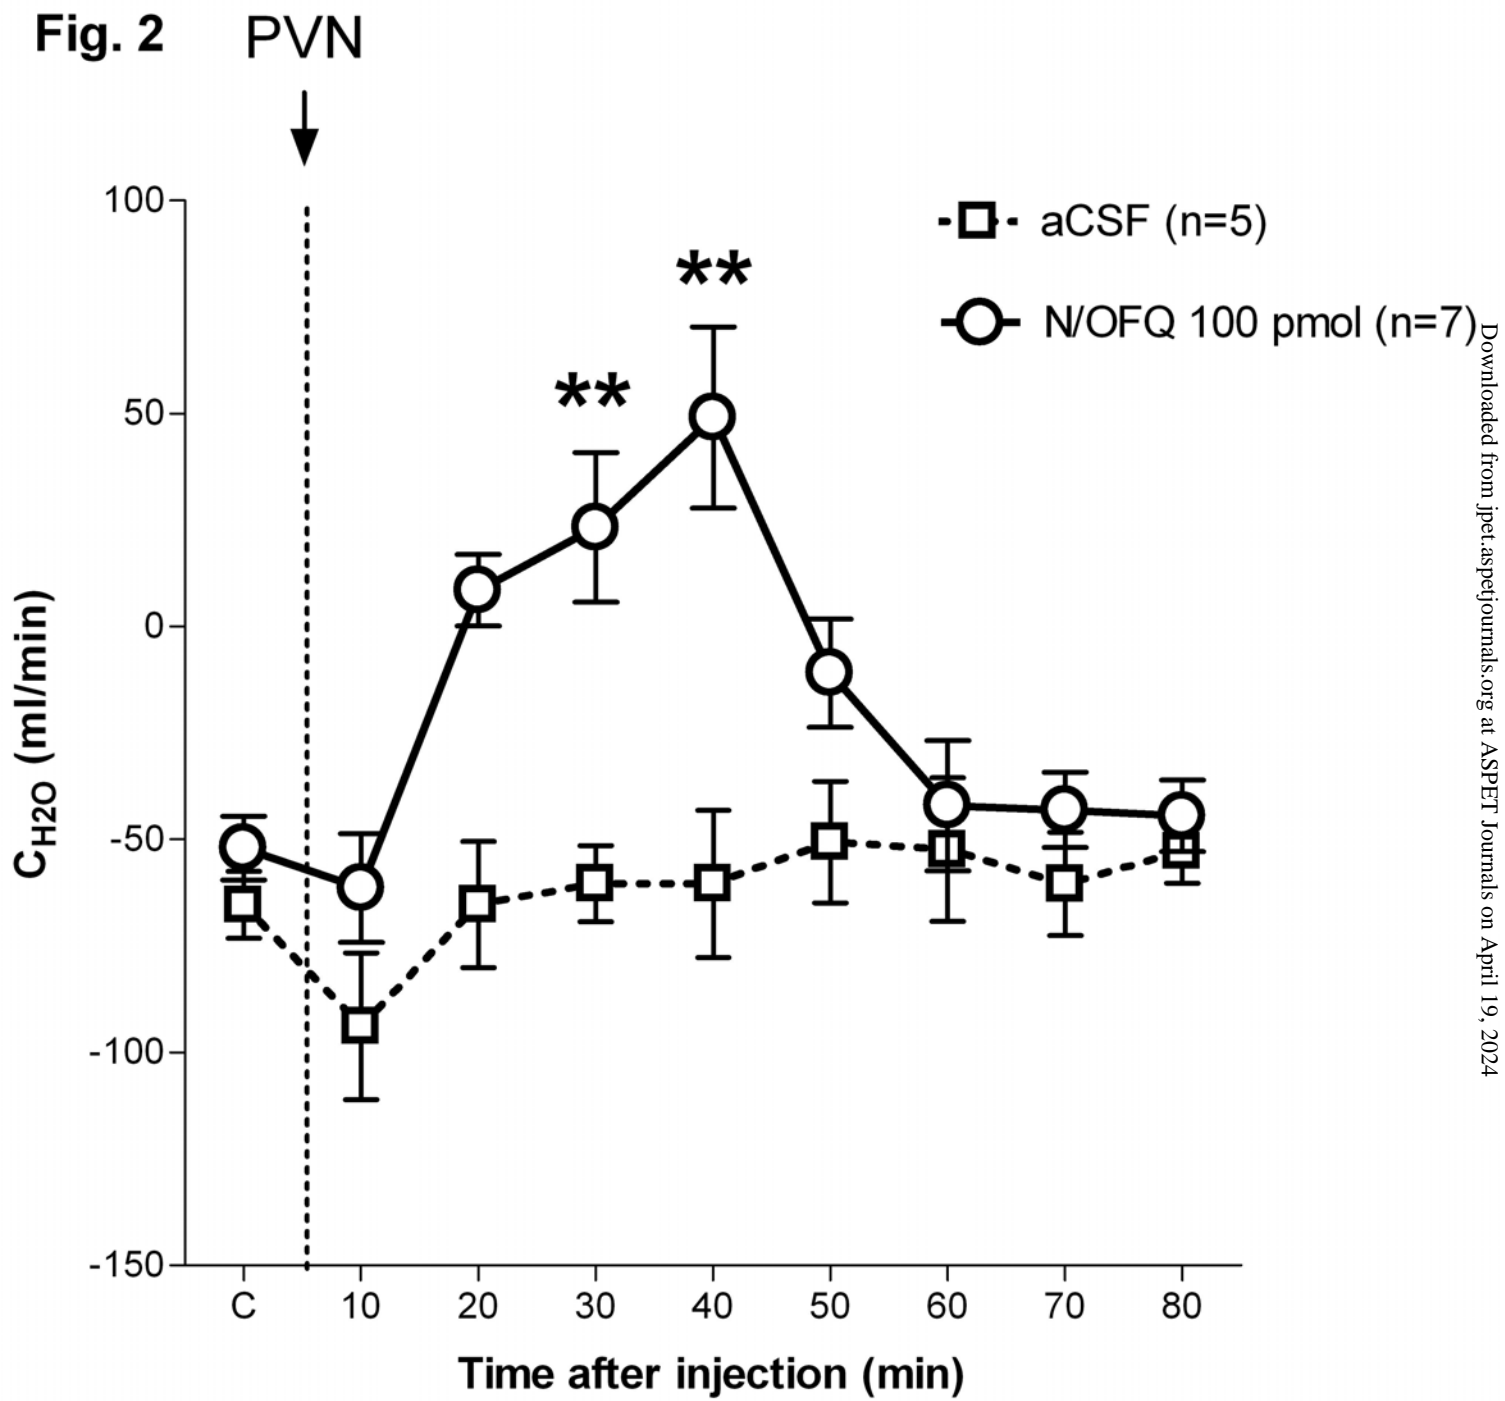 Fig. 2
PVN
100
50
0
-50
-100
-150
C_H2O (ml/min)
**
**
aCSF (n=5)
N/OFQ 100 pmol (n=7)
C 10 20 30 40 50 60 70 80
Time after injection (min)
Downloaded from jpet.aspetjournals.org at ASPET Journals on April 19, 2024